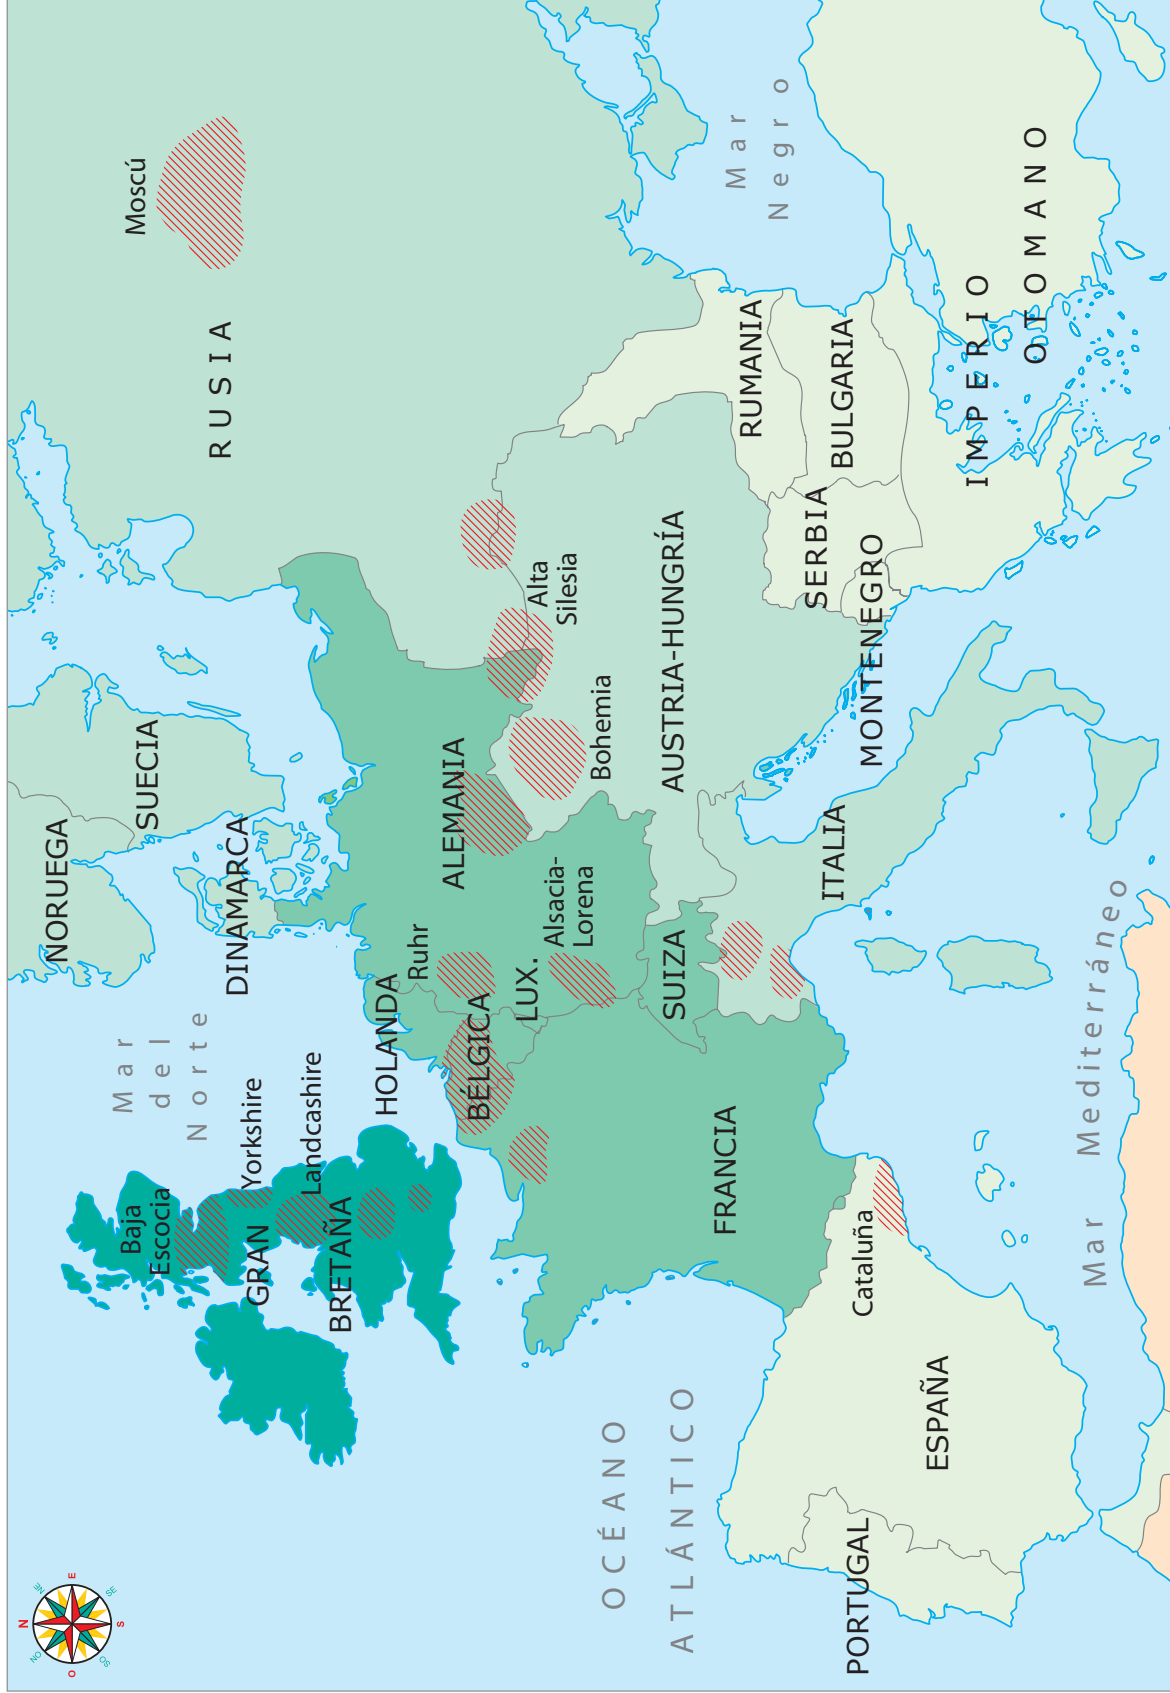 N
NE
E
SE
S
SO
O
NO
NORUEGA
SUECIA
DINAMARCA
RUSIA
Moscú
Mar
del
Norte
Baja
Escocia
Yorkshire
Landcashire
GRAN
BRETAÑA
HOLANDA
Ruhr
BÉLGICA
LUX.
ALEMANIA
Alta
Silesia
Bohemia
Alsacia-
Lorena
SUIZA
FRANCIA
AUSTRIA-HUNGRÍA
OCÉANO
ATLÁNTICO
RUMANIA
Mar
Negro
SERBIA
BULGARIA
MONTENEGRO
ITALIA
Cataluña
PORTUGAL
ESPAÑA
IMPERIO
OTOMANO
Mar Mediterráneo